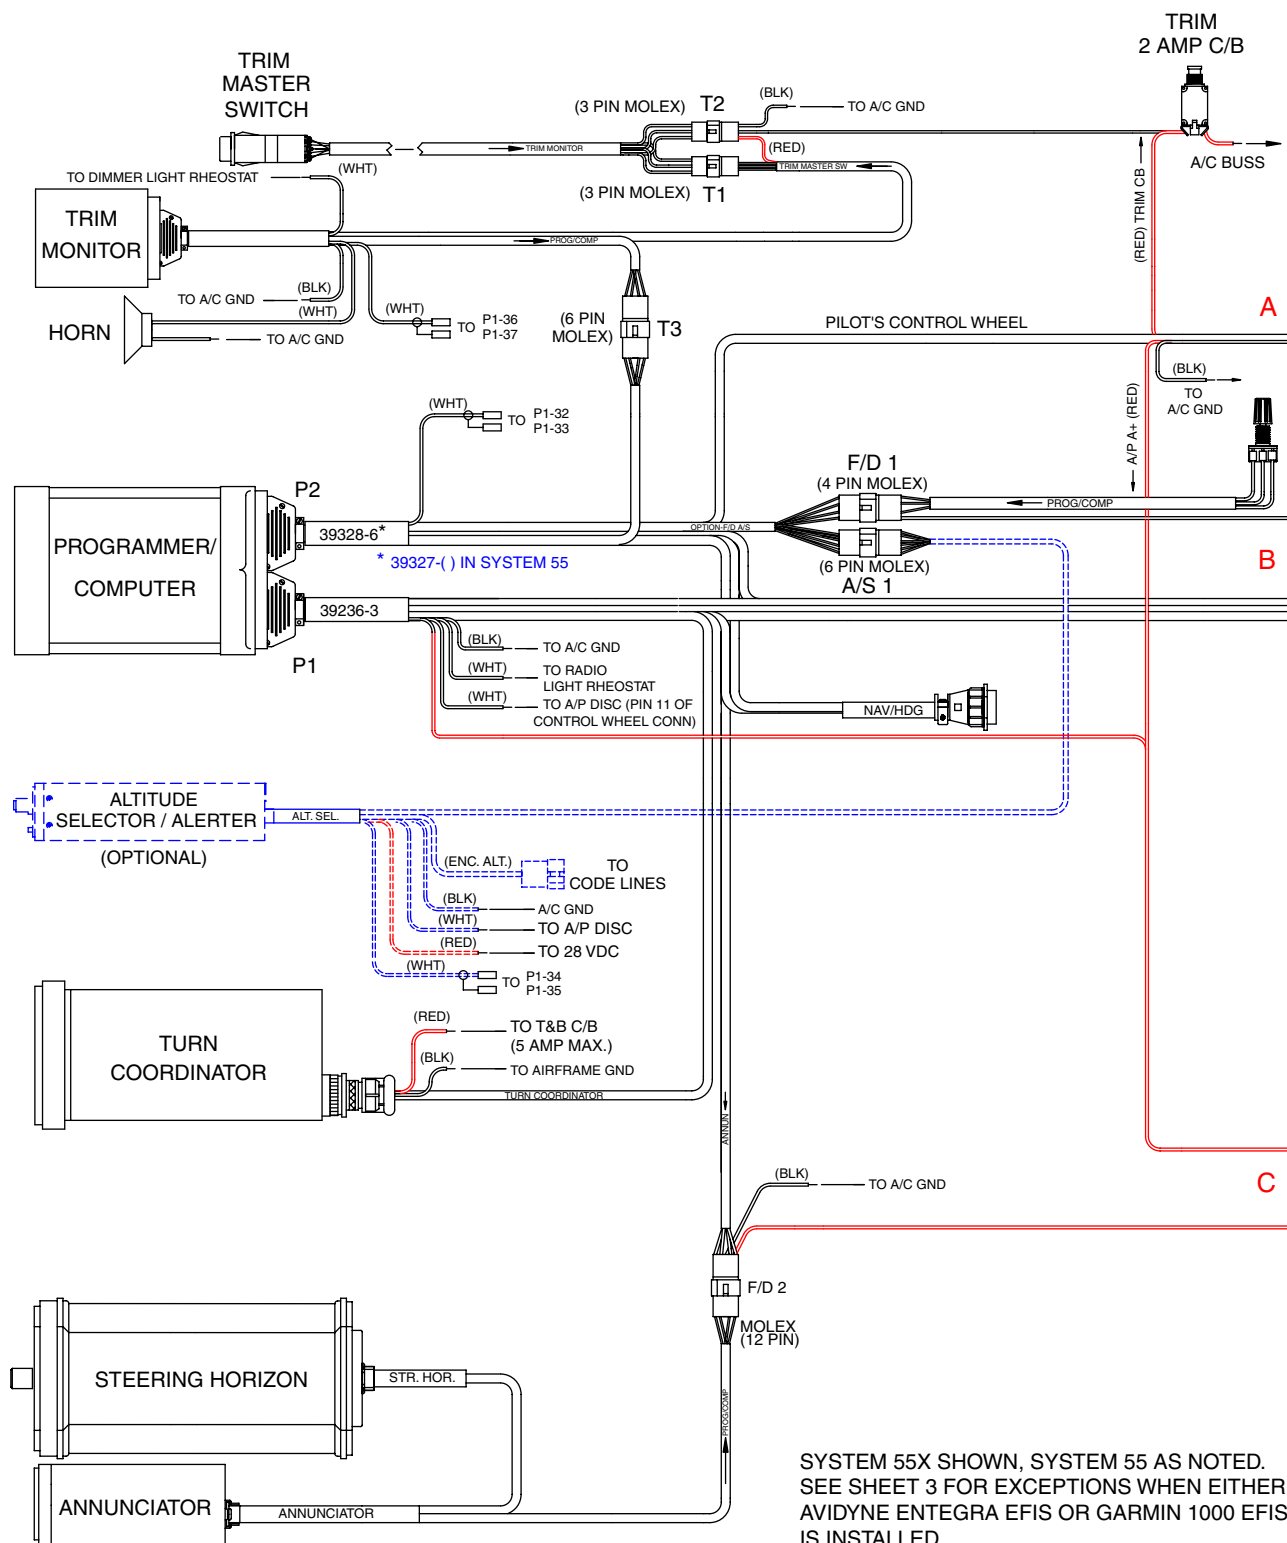 TRIM
2 AMP C/B
TRIM
MASTER
SWITCH
(3 PIN MOLEX)
T2
(BLK)
TO A/C GND
TRIM MONITOR
(RED)
TRIM MASTER SW
A/C BUSS
(WHT)
TO DIMMER LIGHT RHEOSTAT
(3 PIN MOLEX)
T1
(RED) TRIM CB
TRIM
MONITOR
PROG/COMP
(BLK)
TO A/C GND
(WHT)
HORN
TO A/C GND
(WHT)
TO
P1-36
P1-37
(6 PIN
MOLEX)
T3
PILOT'S CONTROL WHEEL
A
(BLK)
TO
A/C GND
A/P A+ (RED)
(WHT)
TO
P1-32
P1-33
F/D 1
(4 PIN MOLEX)
PROG/COMP
P2
PROGRAMMER/
COMPUTER
39328-6*
* 39327-( ) IN SYSTEM 55
OPTION-F/D A/S
(6 PIN MOLEX)
A/S 1
B
39236-3
P1
(BLK)
TO A/C GND
(WHT)
TO RADIO
LIGHT RHEOSTAT
(WHT)
TO A/P DISC (PIN 11 OF
CONTROL WHEEL CONN)
NAV/HDG
ALTITUDE
SELECTOR / ALERTER
(OPTIONAL)
ALT. SEL.
(ENC. ALT.)
TO
CODE LINES
(BLK)
A/C GND
(WHT)
TO A/P DISC
(RED)
TO 28 VDC
(WHT)
TO
P1-34
P1-35
TURN
COORDINATOR
(RED)
TO T&B C/B
(5 AMP MAX.)
(BLK)
TO AIRFRAME GND
TURN COORDINATOR
ANNUN
(BLK)
TO A/C GND
C
F/D 2
MOLEX
(12 PIN)
STEERING HORIZON
STR. HOR.
PROG/COMP
ANNUNCIATOR
ANNUNCIATOR
SYSTEM 55X SHOWN, SYSTEM 55 AS NOTED.
SEE SHEET 3 FOR EXCEPTIONS WHEN EITHER
AVIDYNE ENTEGRA EFIS OR GARMIN 1000 EFIS
IS INSTALLED